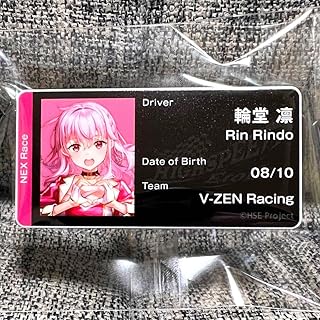 NEX Race
Driver
輪堂 凛
Rin Rindo
Date of Birth
08/10
Team
V-ZEN Racing
©HSE Project